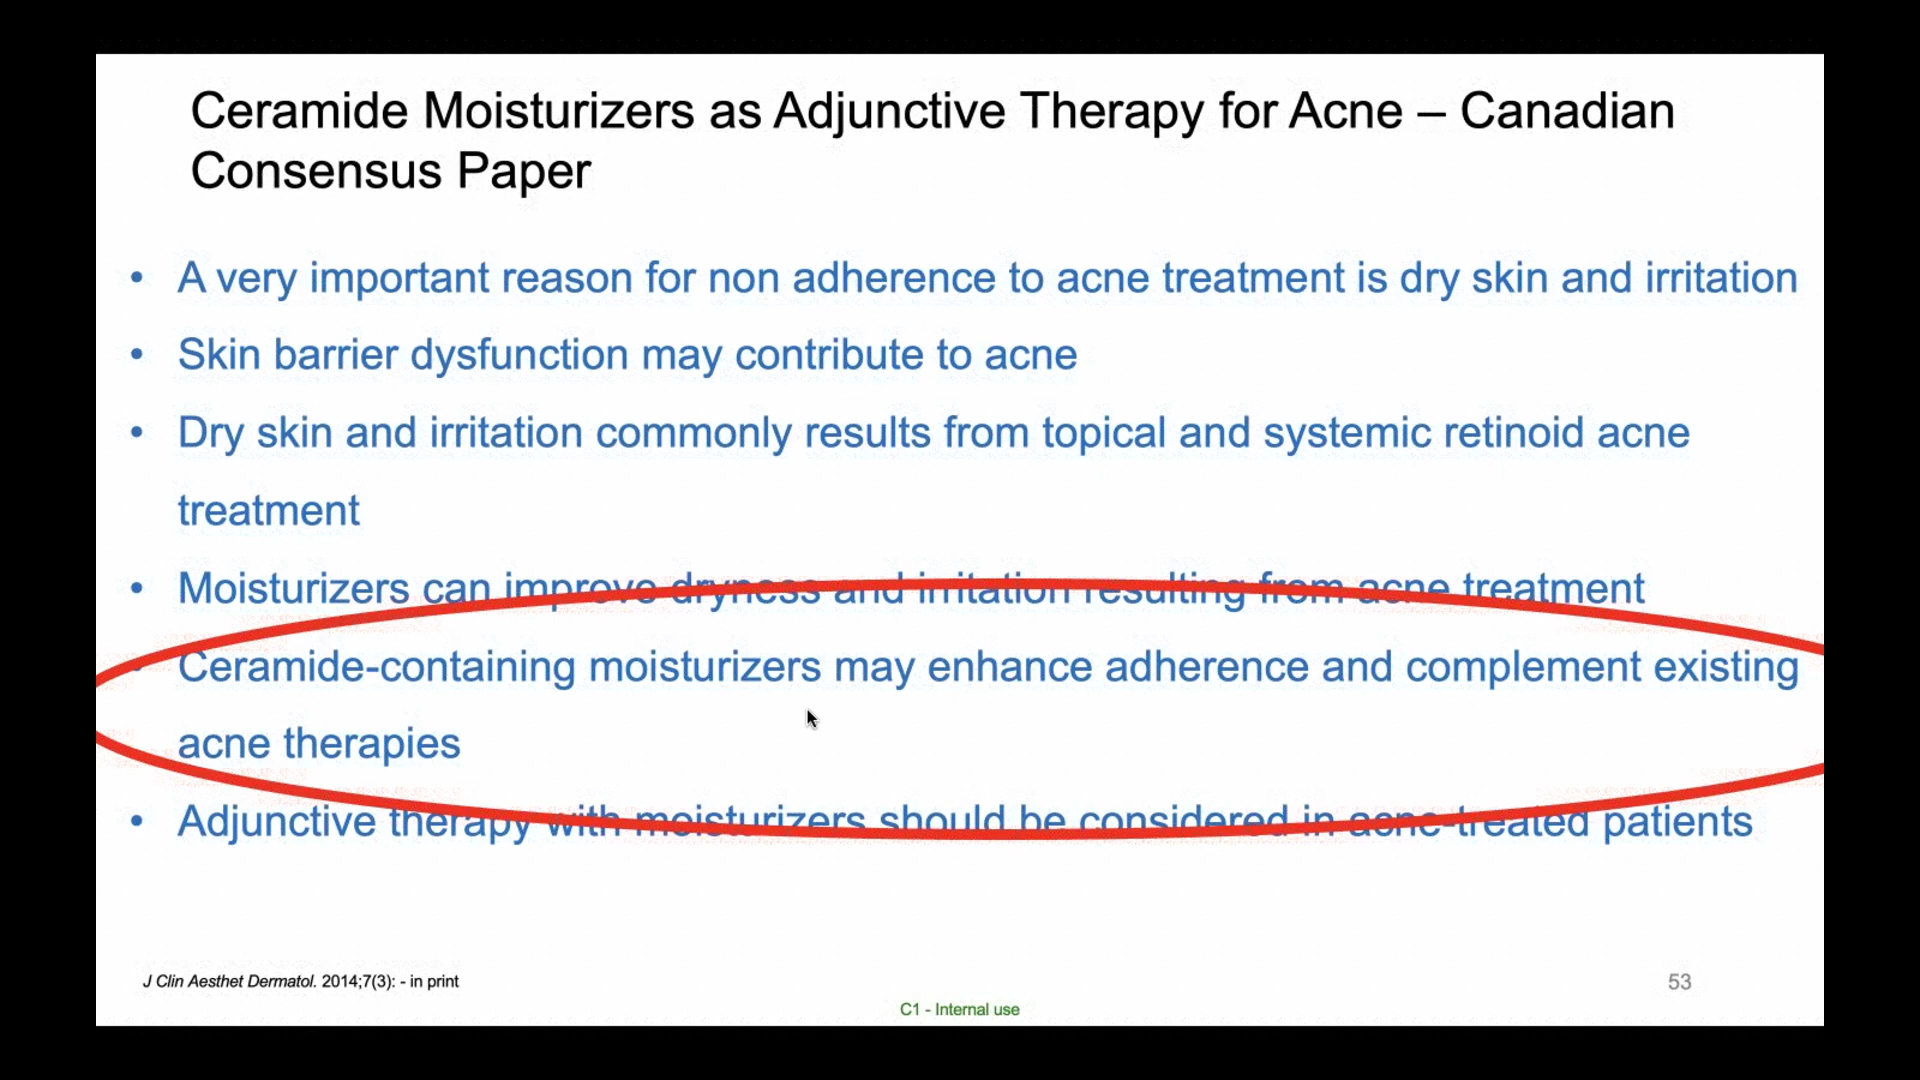 Ceramide Moisturizers as Adjunctive Therapy for Acne – Canadian
Consensus Paper
• A very important reason for non adherence to acne treatment is dry skin and irritation
• Skin barrier dysfunction may contribute to acne
• Dry skin and irritation commonly results from topical and systemic retinoid acne
treatment
• Moisturizers can improve dryness and irritation resulting from acne treatment
• Ceramide-containing moisturizers may enhance adherence and complement existing
acne therapies
• Adjunctive therapy with moisturizers should be considered in acne-treated patients
J Clin Aesthet Dermatol. 2014;7(3): - in print
53
C1 - Internal use